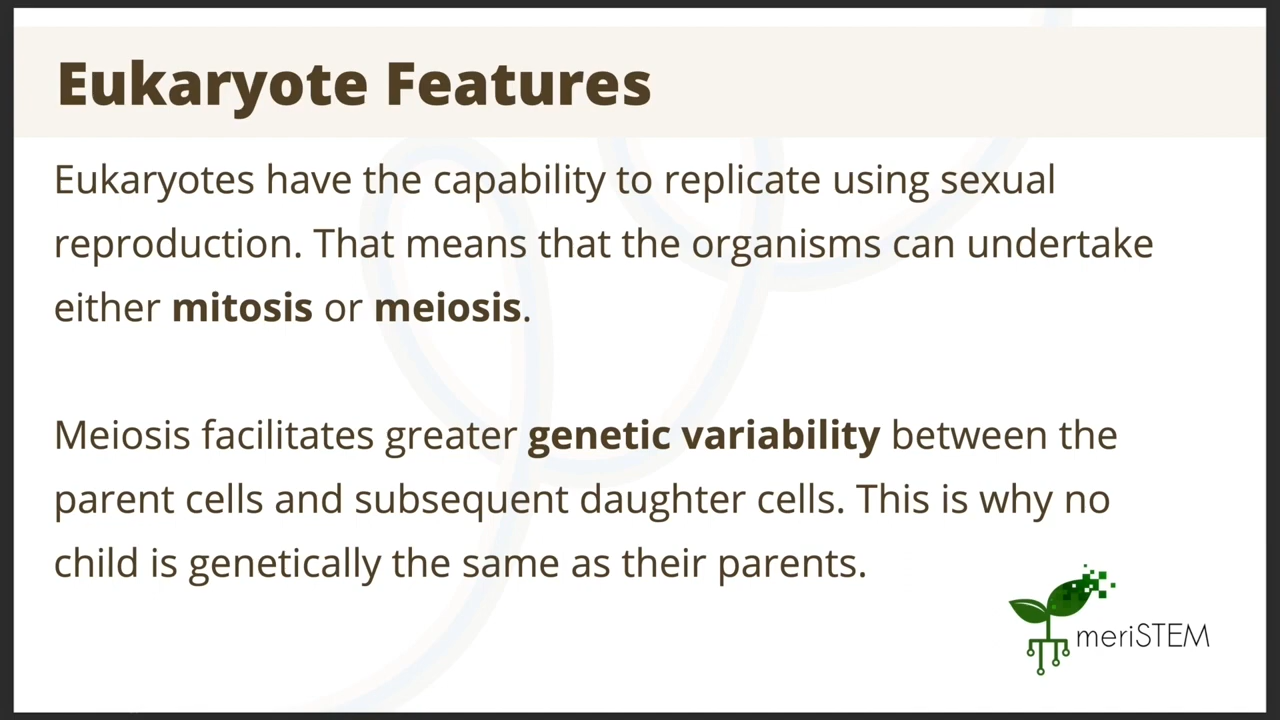 Eukaryote Features
Eukaryotes have the capability to replicate using sexual
reproduction. That means that the organisms can undertake
either mitosis or meiosis.
Meiosis facilitates greater genetic variability between the
parent cells and subsequent daughter cells. This is why no
child is genetically the same as their parents.
meriSTEM